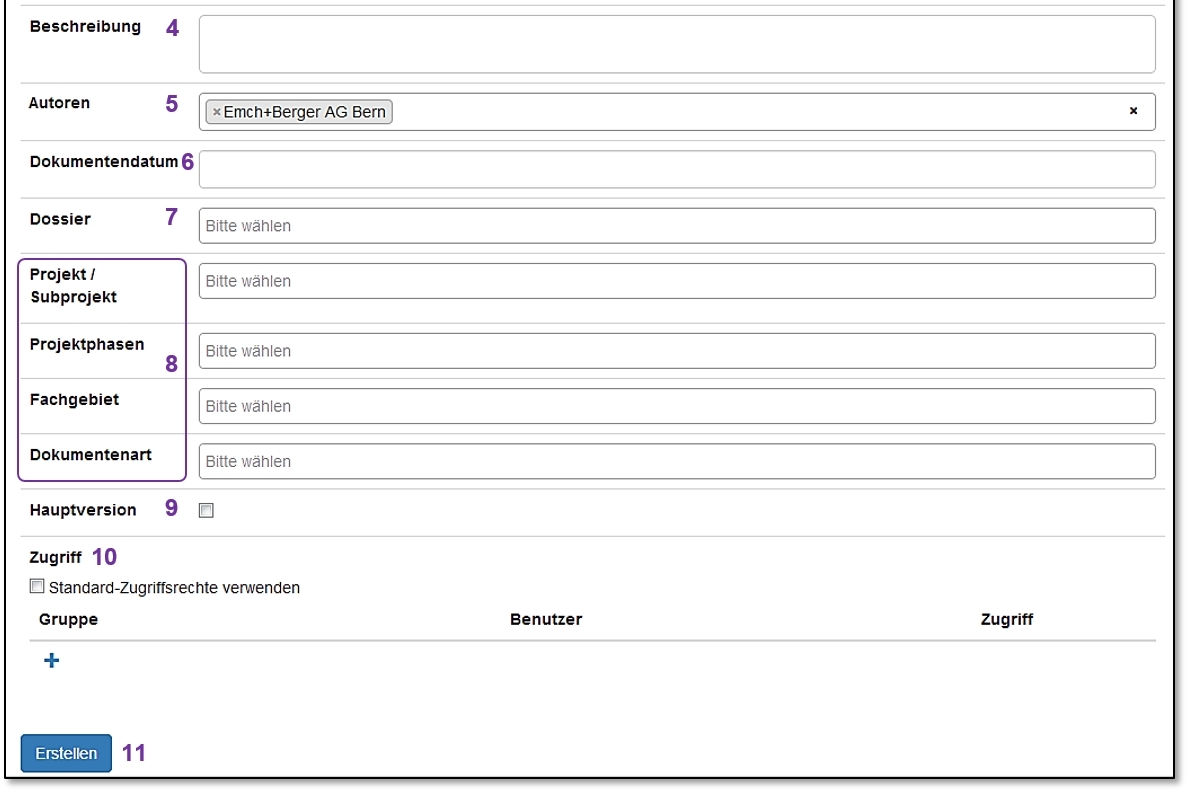 Beschreibung 4
Autoren 5 ×Emch+Berger AG Bern ×
Dokumentendatum 6
Dossier 7 Bitte wählen
Projekt / Bitte wählen
Subprojekt
Projektphasen Bitte wählen
8
Fachgebiet Bitte wählen
Dokumentenart Bitte wählen
Hauptversion 9
Zugriff 10
Standard-Zugriffsrechte verwenden
Gruppe Benutzer Zugriff
+
Erstellen 11